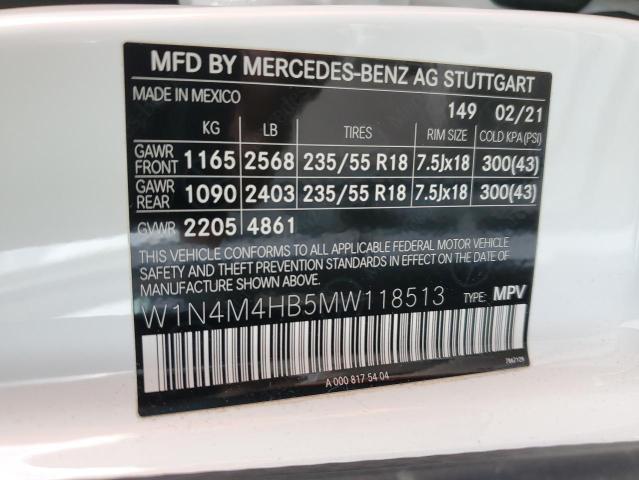 MFD BY MERCEDES-BENZ AG STUTTGART
MADE IN MEXICO 149 02/21
KG LB TIRES RIM SIZE COLD KPA (PSI)
GAWR FRONT 1165 2568 235/55 R18 7.5Jx18 300(43)
GAWR REAR 1090 2403 235/55 R18 7.5Jx18 300(43)
GVWR 2205 4861
THIS VEHICLE CONFORMS TO ALL APPLICABLE FEDERAL MOTOR VEHICLE
SAFETY AND THEFT PREVENTION STANDARDS IN EFFECT ON THE DATE OF
MANUFACTURE SHOWN ABOVE.
W1N4M4HB5MW118513 TYPE: MPV
A 000 817 54 04